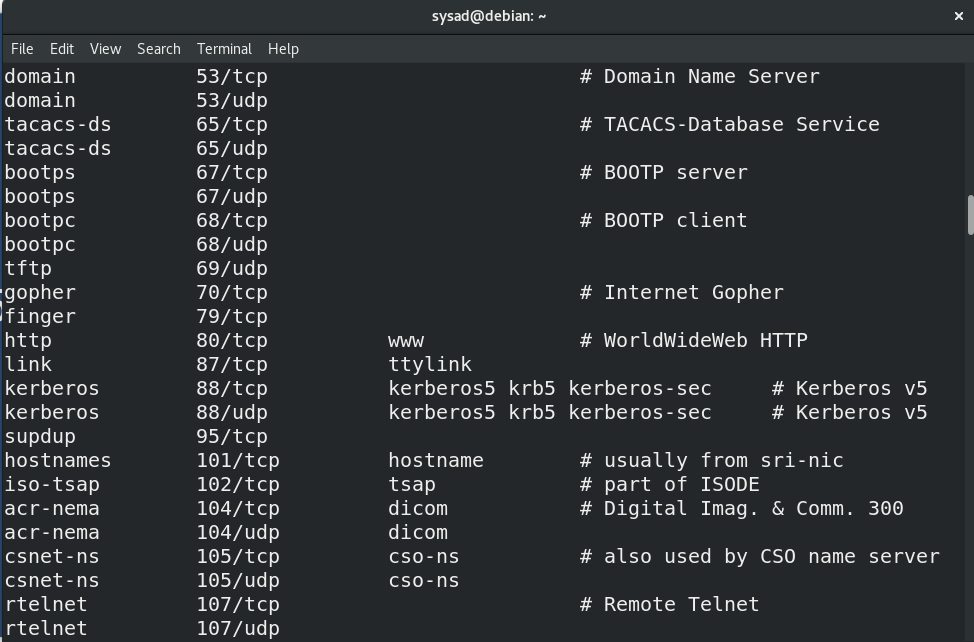 sysad@debian: ~ ×
File Edit View Search Terminal Help
domain 53/tcp # Domain Name Server
domain 53/udp
tacacs-ds 65/tcp # TACACS-Database Service
tacacs-ds 65/udp
bootps 67/tcp # BOOTP server
bootps 67/udp
bootpc 68/tcp # BOOTP client
bootpc 68/udp
tftp 69/udp
gopher 70/tcp # Internet Gopher
finger 79/tcp
http 80/tcp www # WorldWideWeb HTTP
link 87/tcp ttylink
kerberos 88/tcp kerberos5 krb5 kerberos-sec # Kerberos v5
kerberos 88/udp kerberos5 krb5 kerberos-sec # Kerberos v5
supdup 95/tcp
hostnames 101/tcp hostname # usually from sri-nic
iso-tsap 102/tcp tsap # part of ISODE
acr-nema 104/tcp dicom # Digital Imag. & Comm. 300
acr-nema 104/udp dicom
csnet-ns 105/tcp cso-ns # also used by CSO name server
csnet-ns 105/udp cso-ns
rtelnet 107/tcp # Remote Telnet
rtelnet 107/udp